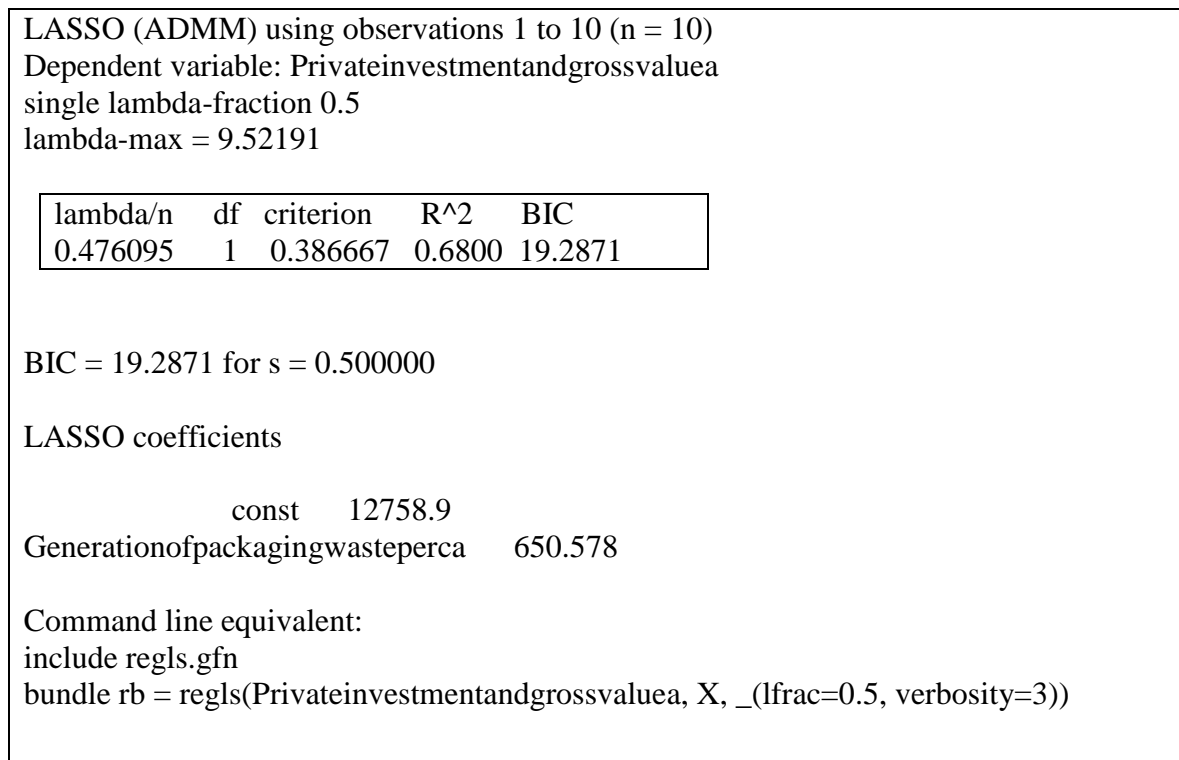 LASSO (ADMM) using observations 1 to 10 (n = 10)
Dependent variable: Privateinvestmentandgrossvaluea
single lambda-fraction 0.5
lambda-max = 9.52191
lambda/n df criterion R^2 BIC
0.476095 1 0.386667 0.6800 19.2871
BIC = 19.2871 for s = 0.500000
LASSO coefficients
const 12758.9
Generationofpackagingwasteperca 650.578
Command line equivalent:
include regls.gfn
bundle rb = regls(Privateinvestmentandgrossvaluea, X, _(lfrac=0.5, verbosity=3))